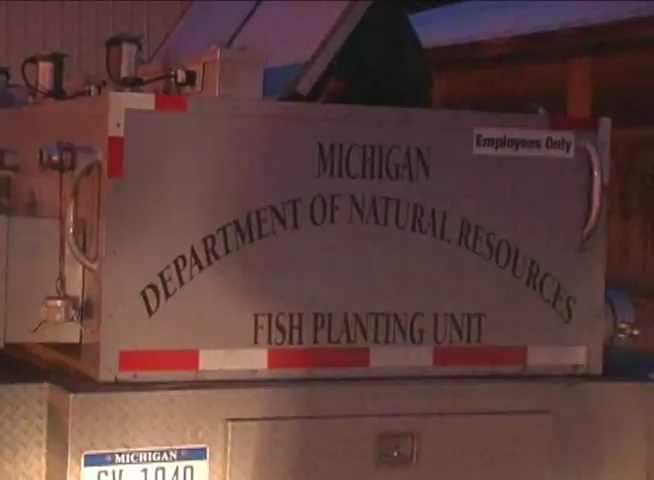 Employees Only
MICHIGAN
DEPARTMENT OF NATURAL RESOURCES
FISH PLANTING UNIT
MICHIGAN